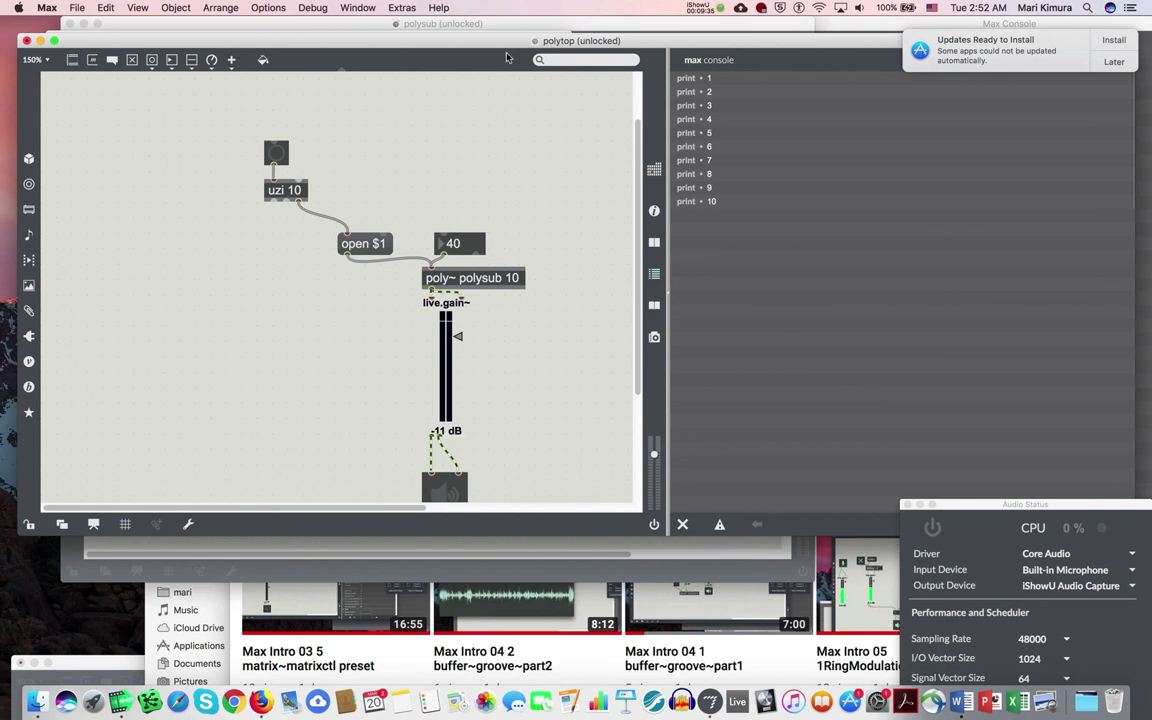 Max File Edit View Object Arrange Options Debug Window Extras Help
iShowU
00:09:35
100% Tue 2:52 AM Mari Kimura
polysub (unlocked)
Max Console
polytop (unlocked)
150%
max console
Updates Ready to Install
Some apps could not be updated
automatically.
Install
Later
print • 1
print • 2
print • 3
print • 4
print • 5
print • 6
print • 7
print • 8
print • 9
print • 10
uzi 10
open $1
40
poly~ polysub 10
live.gain~
-11 dB
Audio Status
CPU 0 %
Driver Core Audio
Input Device Built-in Microphone
Output Device iShowU Audio Capture
Performance and Scheduler
Sampling Rate 48000
I/O Vector Size 1024
Signal Vector Size 64
mari
Music
iCloud Drive
Applications
Documents
Pictures
16:55
8:12
7:00
Max Intro 03 5
matrix~matrixctl preset
Max Intro 04 2
buffer~groove~part2
Max Intro 04 1
buffer~groove~part1
Max Intro 05
1RingModulati
MAR
20
Live